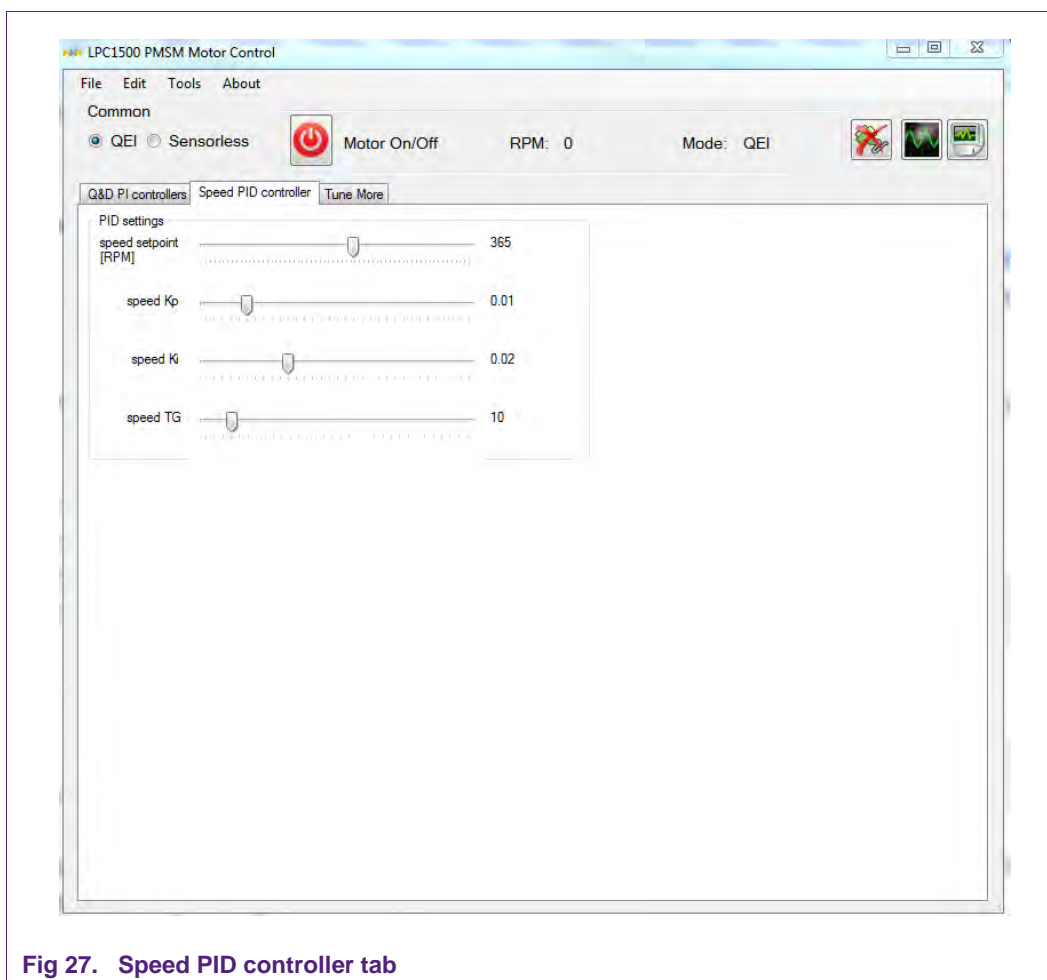 LPC1500 PMSM Motor Control
File Edit Tools About
Common
QEI Sensorless Motor On/Off RPM: 0 Mode: QEI
Q&D PI controllers Speed PID controller Tune More
PID settings
speed setpoint 365
[RPM]
speed Kp 0.01
speed Ki 0.02
speed TG 10
Fig 27. Speed PID controller tab